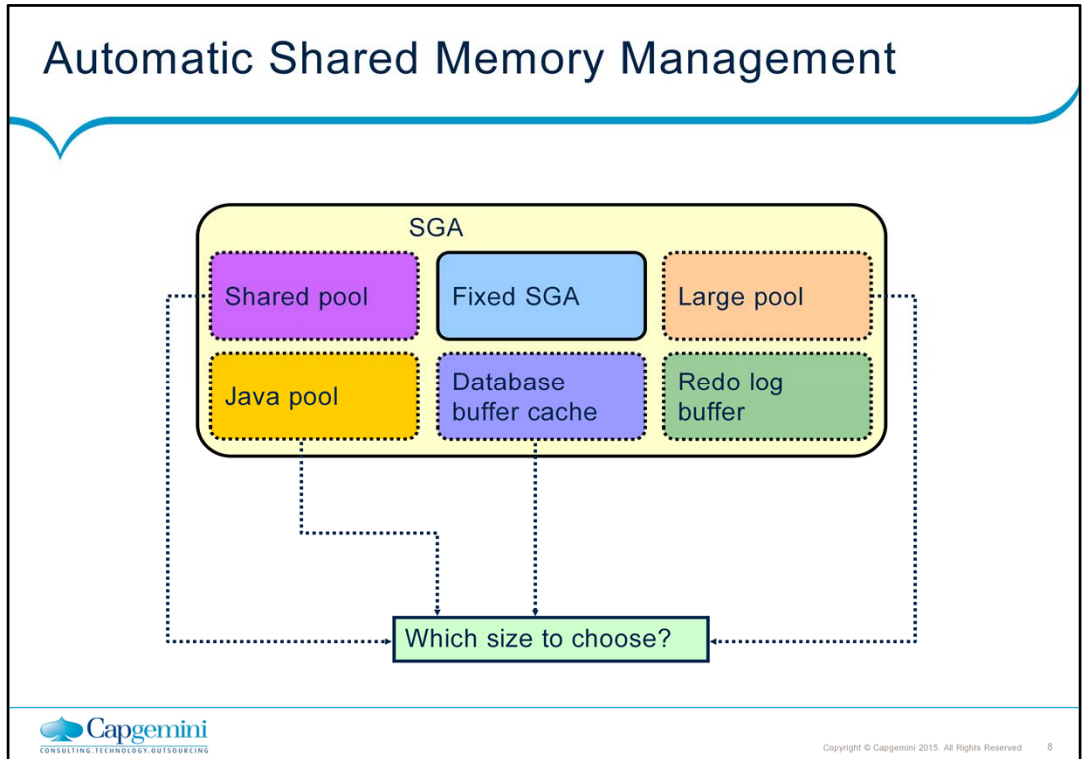 Automatic Shared Memory Management
SGA
Shared pool
Fixed SGA
Large pool
Java pool
Database
buffer cache
Redo log
buffer
Which size to choose?
Capgemini
CONSULTING.TECHNOLOGY.OUTSOURCING
Copyright © Capgemini 2015. All Rights Reserved 8